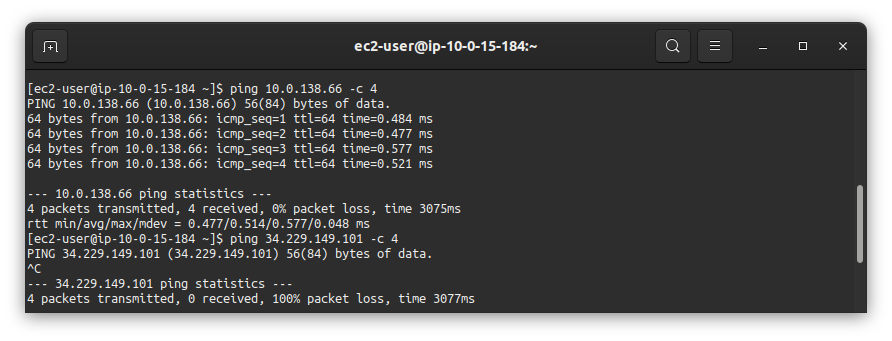 ec2-user@ip-10-0-15-184:~
[ec2-user@ip-10-0-15-184 ~]$ ping 10.0.138.66 -c 4
PING 10.0.138.66 (10.0.138.66) 56(84) bytes of data.
64 bytes from 10.0.138.66: icmp_seq=1 ttl=64 time=0.484 ms
64 bytes from 10.0.138.66: icmp_seq=2 ttl=64 time=0.477 ms
64 bytes from 10.0.138.66: icmp_seq=3 ttl=64 time=0.577 ms
64 bytes from 10.0.138.66: icmp_seq=4 ttl=64 time=0.521 ms
--- 10.0.138.66 ping statistics ---
4 packets transmitted, 4 received, 0% packet loss, time 3075ms
rtt min/avg/max/mdev = 0.477/0.514/0.577/0.048 ms
[ec2-user@ip-10-0-15-184 ~]$ ping 34.229.149.101 -c 4
PING 34.229.149.101 (34.229.149.101) 56(84) bytes of data.
^C
--- 34.229.149.101 ping statistics ---
4 packets transmitted, 0 received, 100% packet loss, time 3077ms